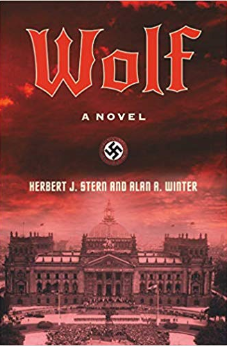 Wolf
A NOVEL
HERBERT J. STERN AND ALAN A. WINTER